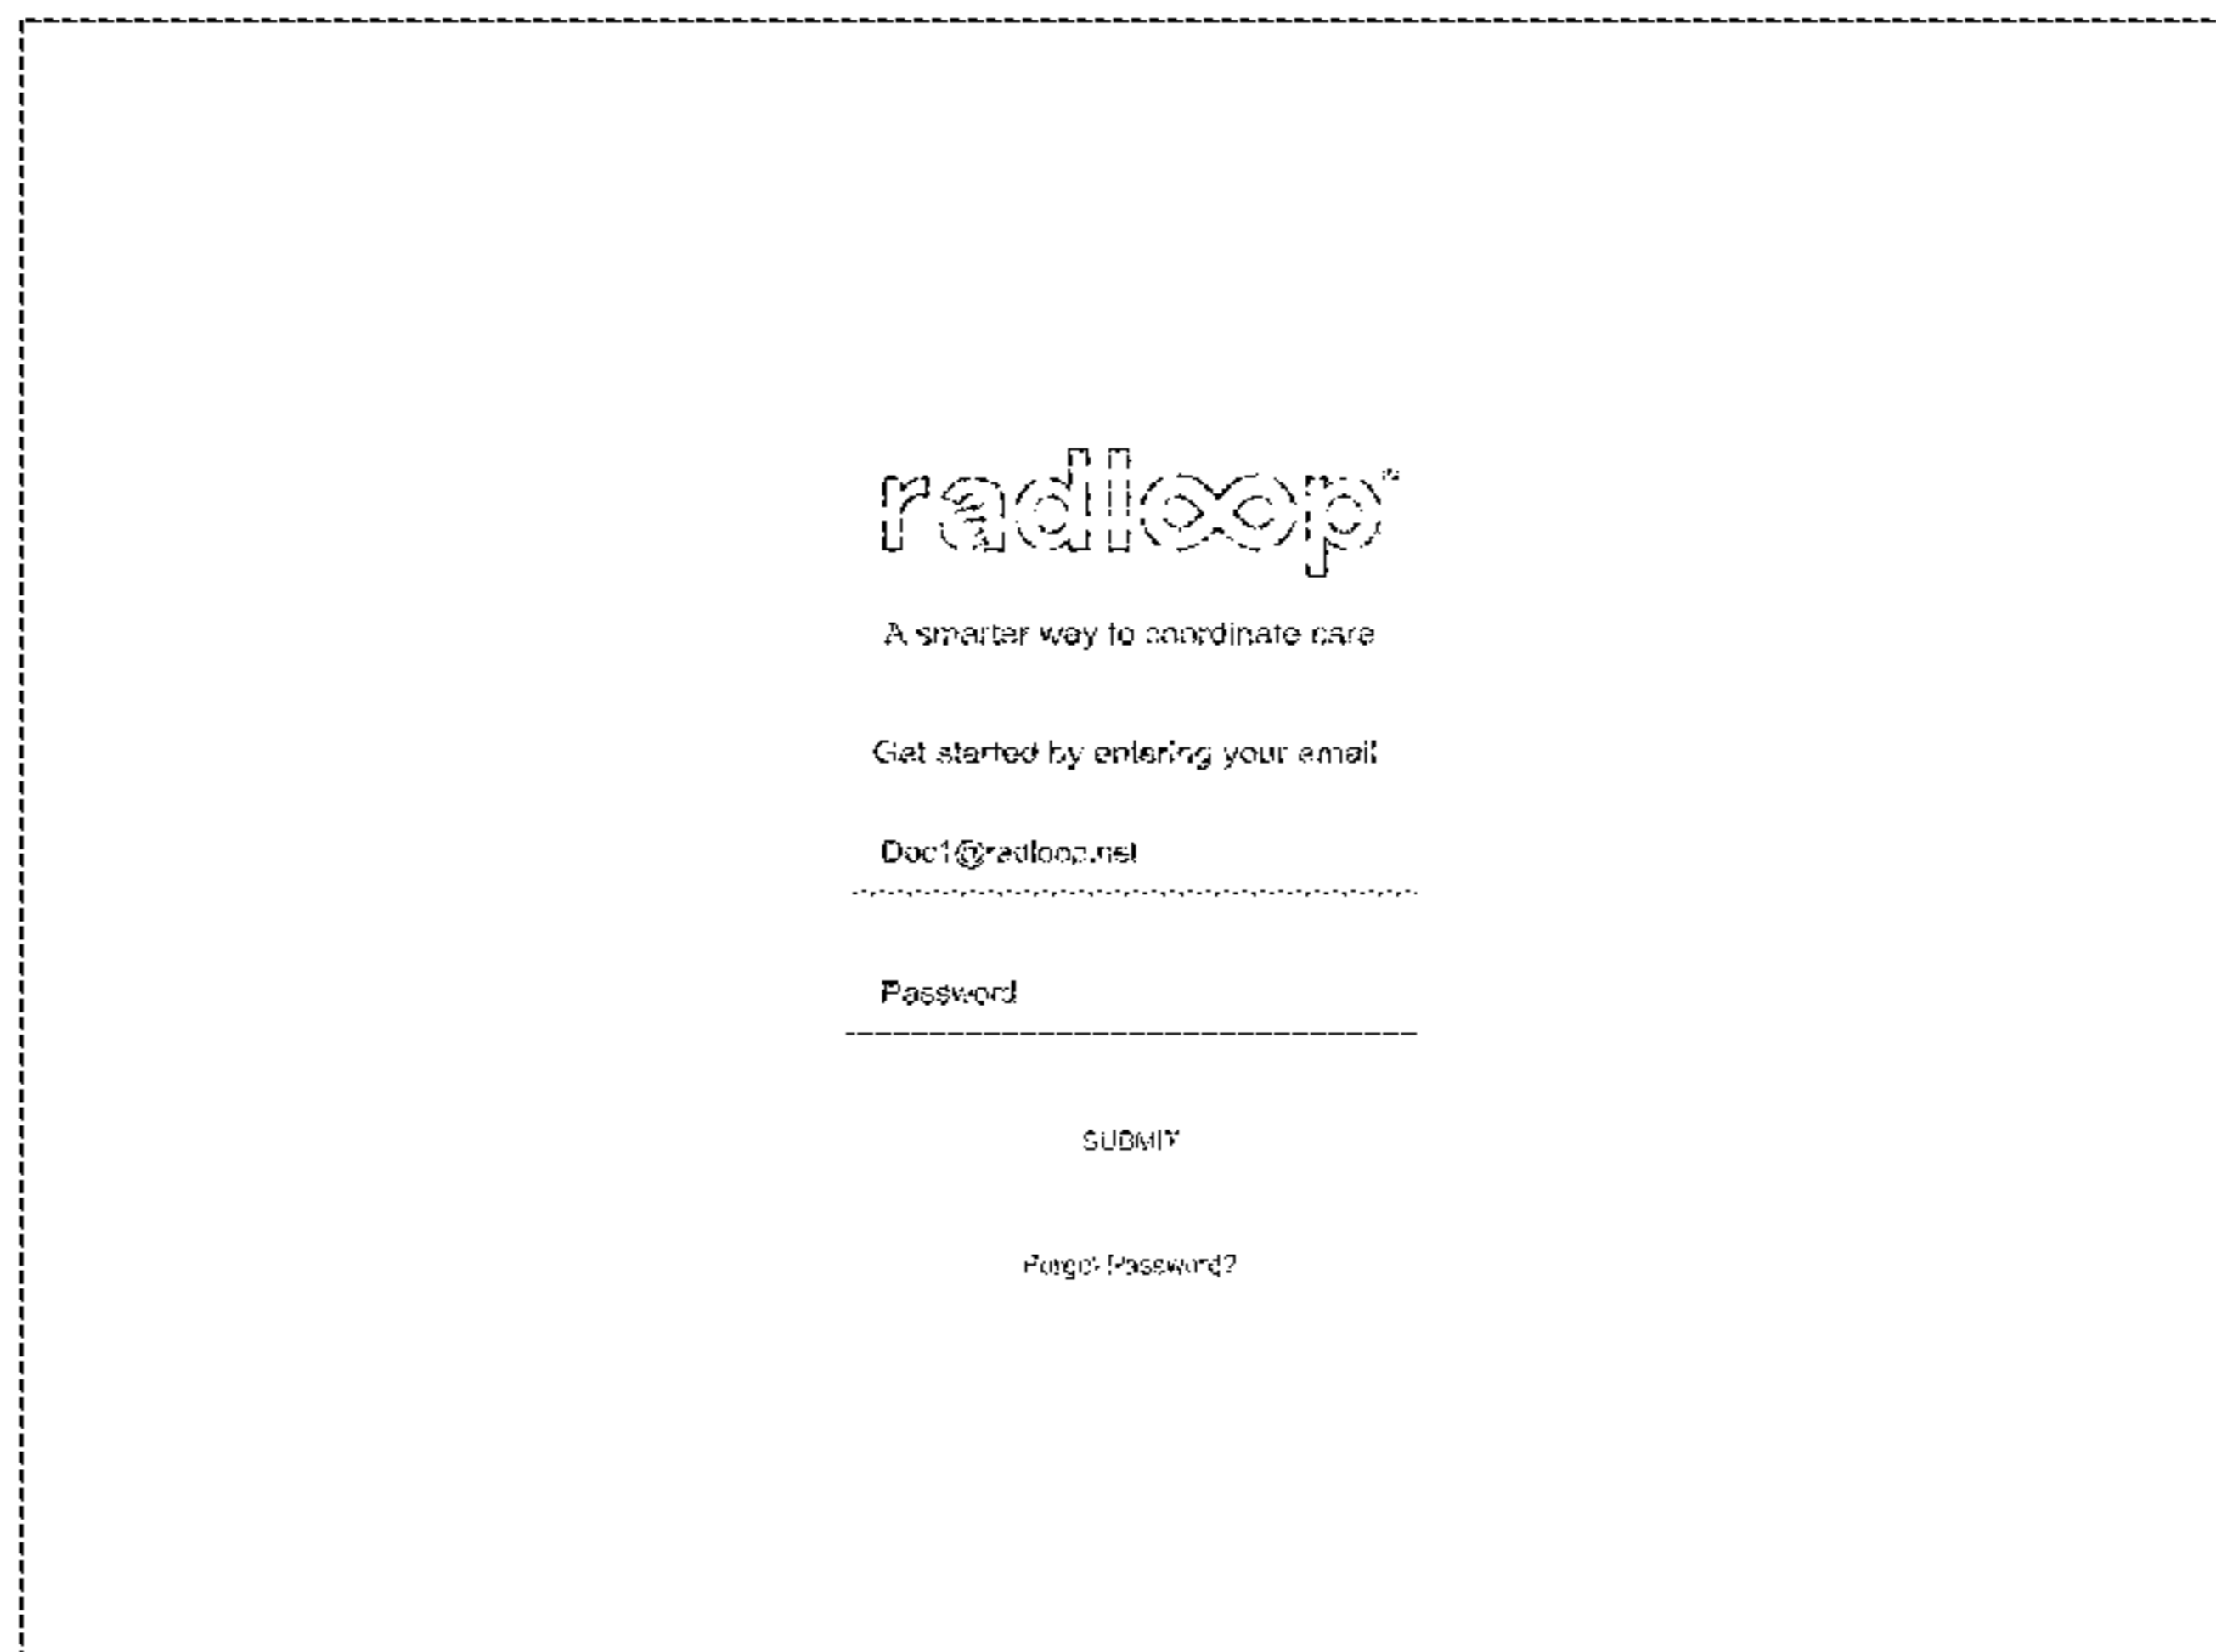 radloop
A smarter way to coordinate care
Get started by entering your email
Doc1@radloop.net
Password
SUBMIT
Forgot Password?